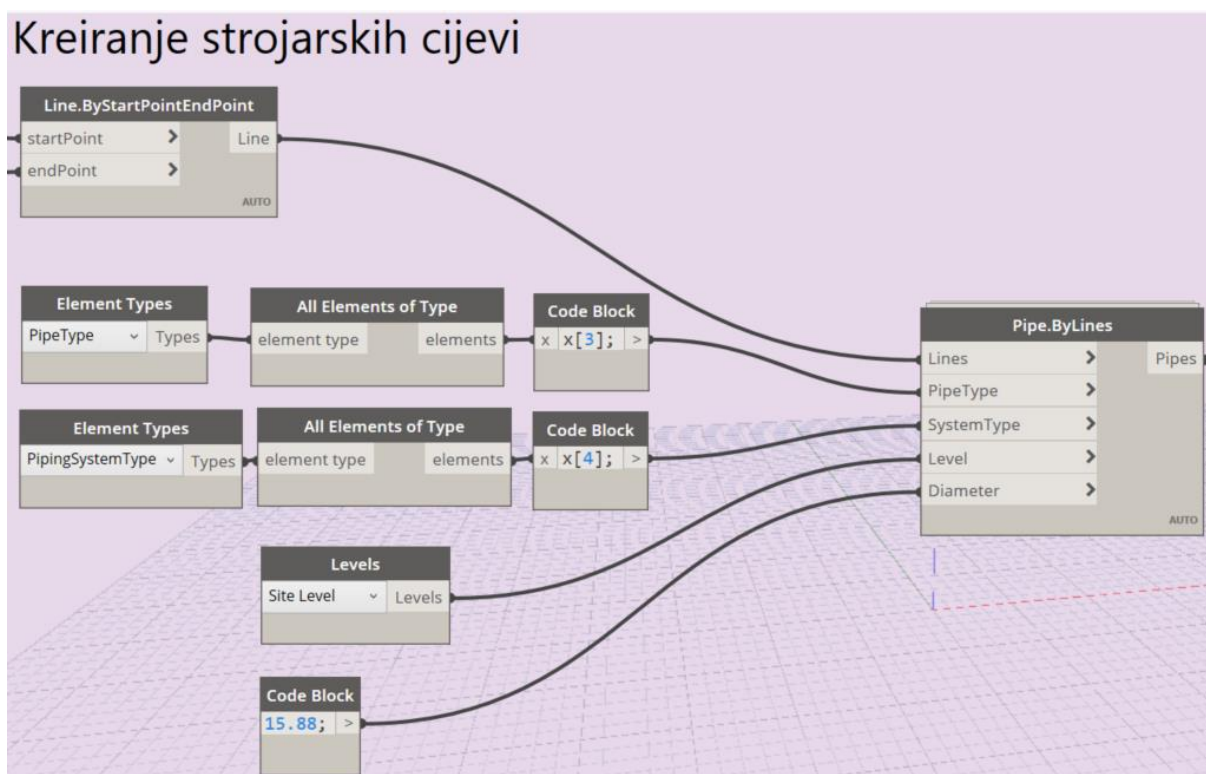 Kreiranje strojarskih cijevi
Line.ByStartPointEndPoint
startPoint > Line
endPoint >
AUTO
Element Types
PipeType Types
All Elements of Type
element type elements
Code Block
x x[3]; >
Pipe.ByLines
Lines > Pipes
PipeType >
SystemType >
Level >
Diameter >
AUTO
Element Types
PipingSystemType Types
All Elements of Type
element type elements
Code Block
x x[4]; >
Levels
Site Level Levels
Code Block
15.88; >